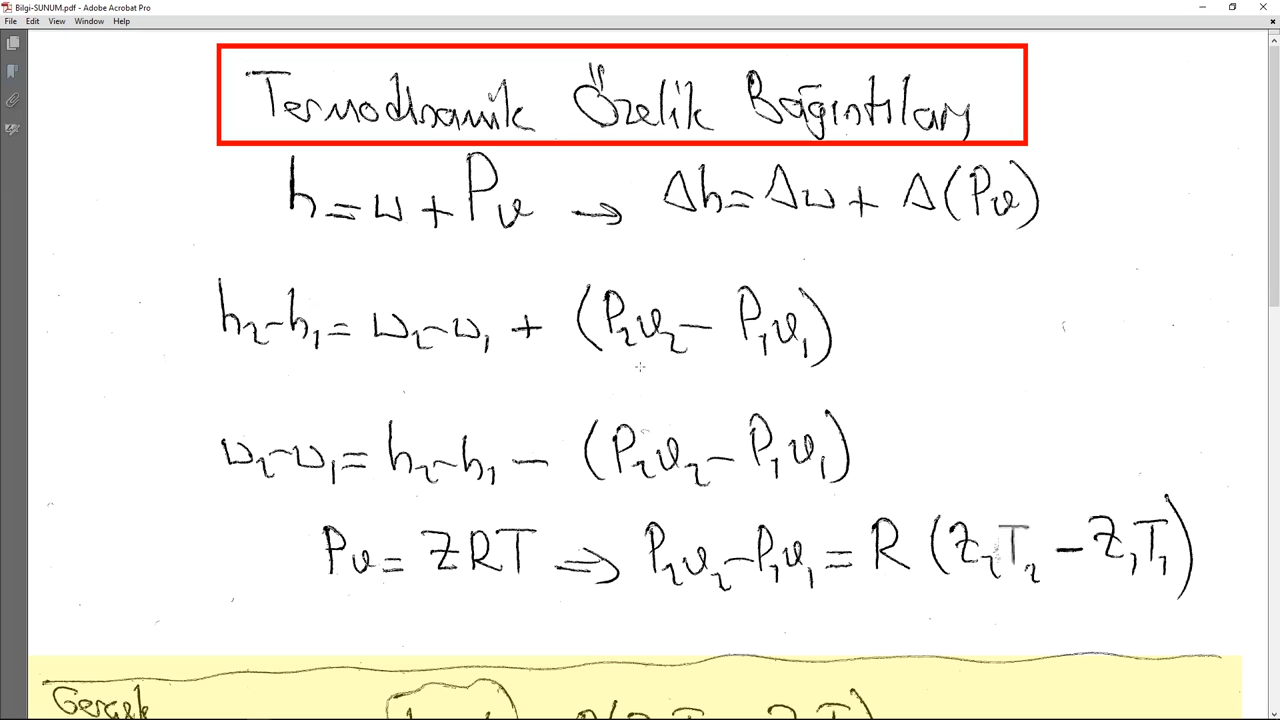 Bilgi-SUNUM.pdf - Adobe Acrobat Pro
File Edit View Window Help
Termodinamik Özelik Bağıntıları
h = u + Pv → Δh = Δu + Δ(Pv)
h₂-h₁ = u₂-u₁ + (P₂v₂ - P₁v₁)
u₂-u₁ = h₂-h₁ - (P₂v₂ - P₁v₁)
Pv = ZRT ⇒ P₂v₂-P₁v₁ = R (Z₂T₂ - Z₁T₁)
Gerçek